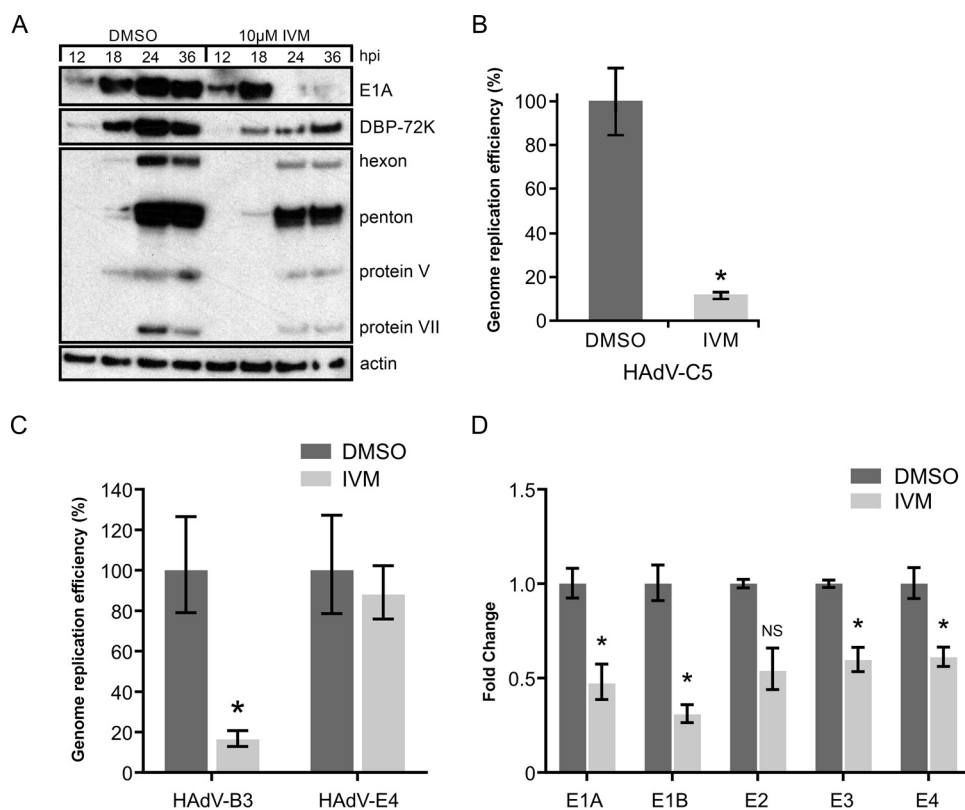 A
DMSO 10µM IVM
12 18 24 36 12 18 24 36 hpi
E1A
DBP-72K
hexon
penton
protein V
protein VII
actin
B
Genome replication efficiency (%)
100
80
60
40
20
0
*
DMSO IVM
HAdV-C5
C
DMSO
IVM
Genome replication efficiency (%)
140
120
100
80
60
40
20
0
*
HAdV-B3 HAdV-E4
D
DMSO
IVM
Fold Change
1.5
1.0
0.5
0
* * NS * *
E1A E1B E2 E3 E4